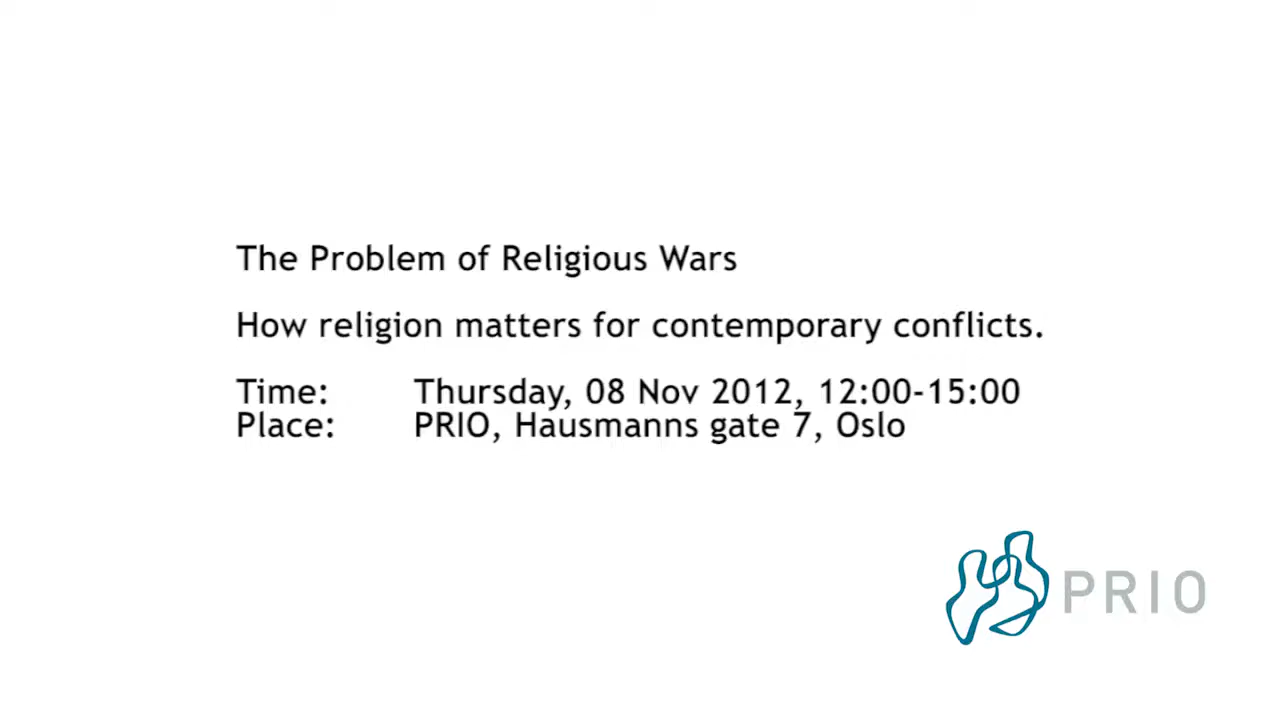 The Problem of Religious Wars
How religion matters for contemporary conflicts.
Time: Thursday, 08 Nov 2012, 12:00-15:00
Place: PRIO, Hausmanns gate 7, Oslo
PRIO